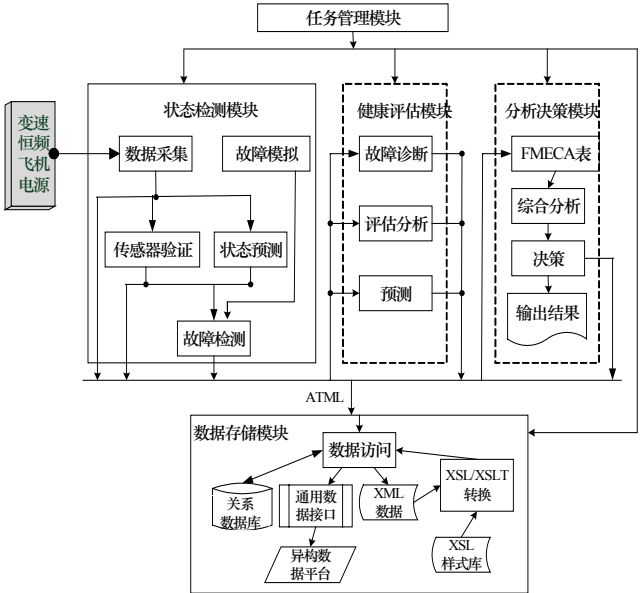 任务管理模块
变速
恒频
飞机
电源
状态检测模块
数据采集
故障模拟
传感器验证
状态预测
故障检测
健康评估模块
故障诊断
评估分析
预测
分析决策模块
FMECA表
综合分析
决策
输出结果
ATML
数据存储模块
数据访问
关系
数据库
通用数
据接口
XML
数据
XSL/XSLT
转换
异构数
据平台
XSL
样式库